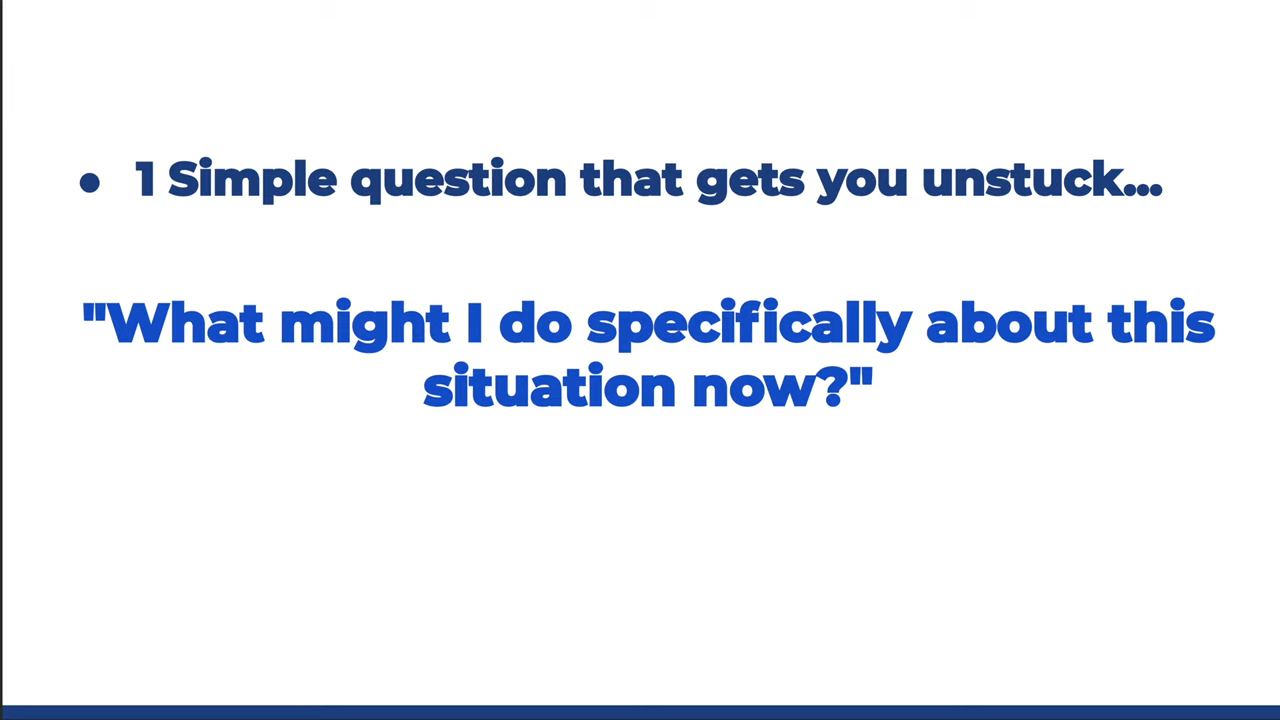 • 1 Simple question that gets you unstuck...
"What might I do specifically about this
situation now?"